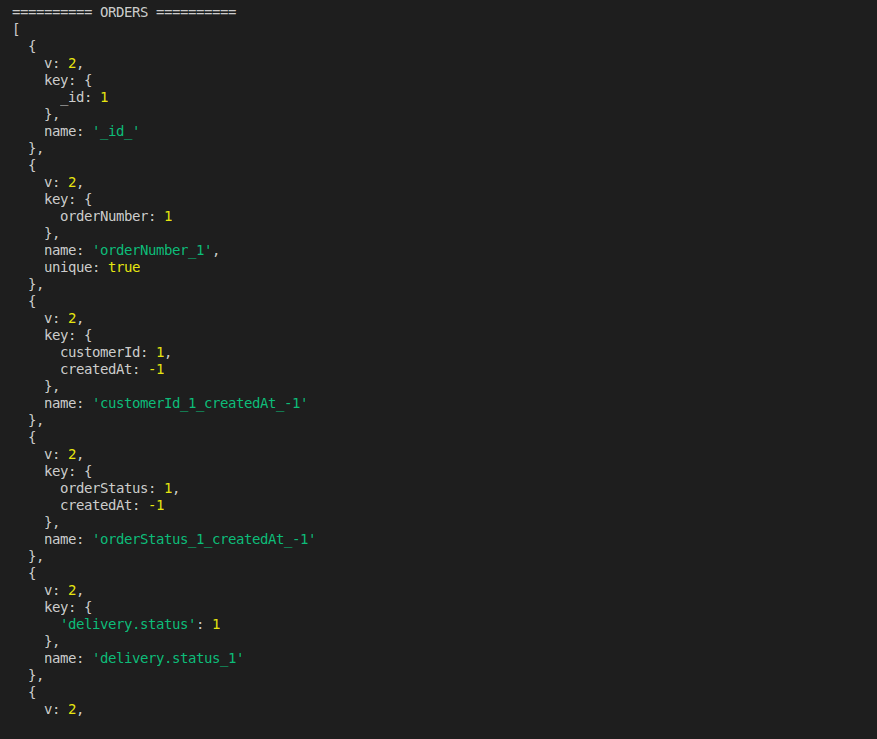 ========== ORDERS ==========
[
  {
    v: 2,
    key: {
      _id: 1
    },
    name: '_id_'
  },
  {
    v: 2,
    key: {
      orderNumber: 1
    },
    name: 'orderNumber_1',
    unique: true
  },
  {
    v: 2,
    key: {
      customerId: 1,
      createdAt: -1
    },
    name: 'customerId_1_createdAt_-1'
  },
  {
    v: 2,
    key: {
      orderStatus: 1,
      createdAt: -1
    },
    name: 'orderStatus_1_createdAt_-1'
  },
  {
    v: 2,
    key: {
      'delivery.status': 1
    },
    name: 'delivery.status_1'
  },
  {
    v: 2,